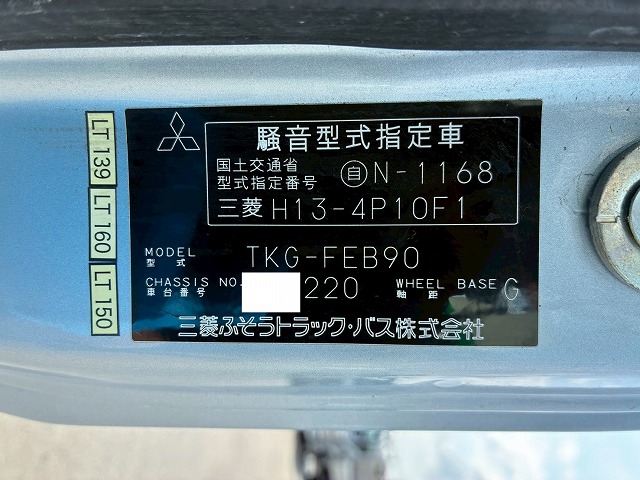 騒音型式指定車
国土交通省
型式指定番号 自 N-1168
三菱 H13-4P10F1
MODEL
型式 TKG-FEB90
CHASSIS NO.
車台番号 220
WHEEL BASE
軸距 G
三菱ふそうトラック・バス株式会社
LT 139
LT 160
LT 150